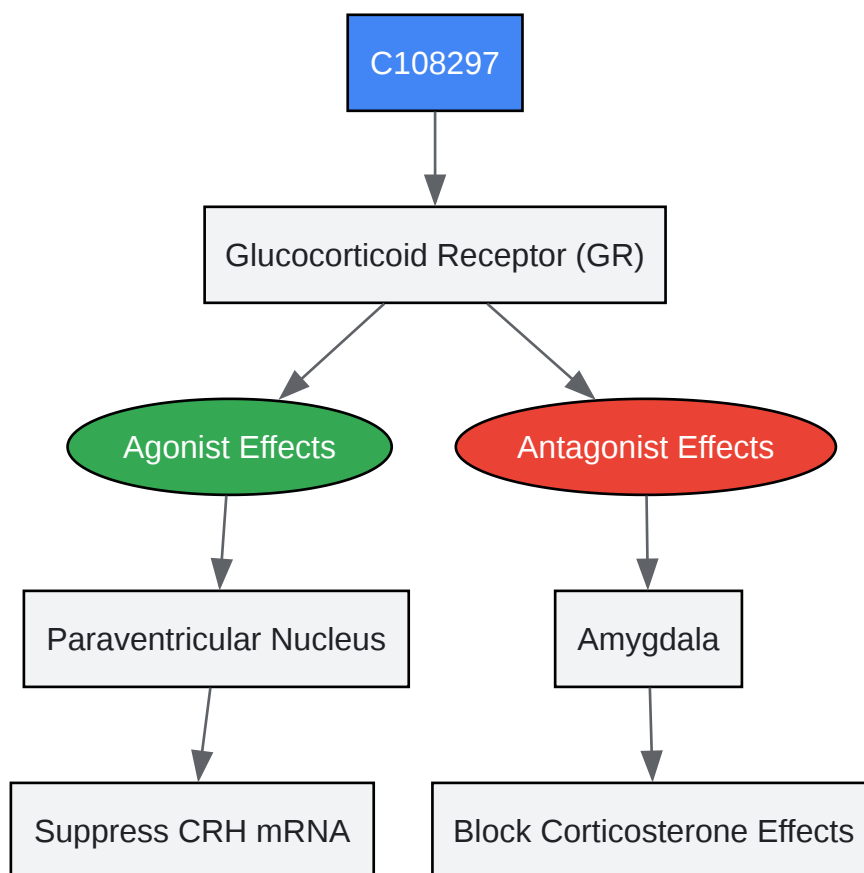 C108297
Glucocorticoid Receptor (GR)
Agonist Effects
Antagonist Effects
Paraventricular Nucleus
Amygdala
Suppress CRH mRNA
Block Corticosterone Effects